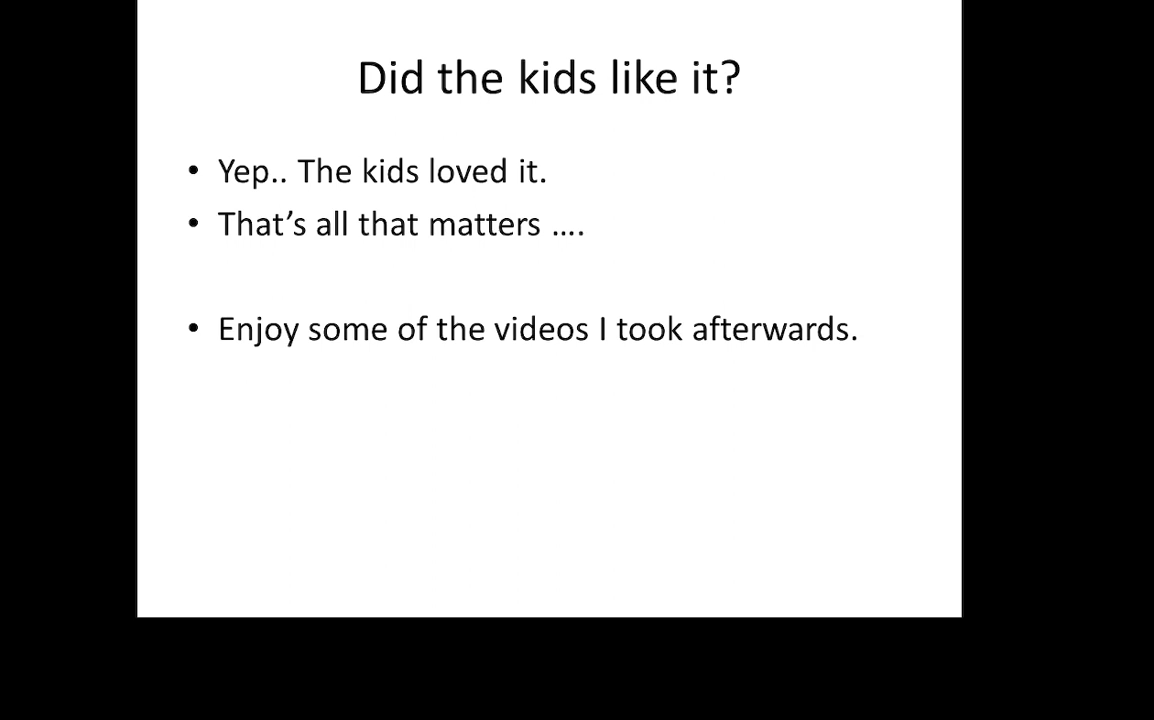 Did the kids like it?
• Yep.. The kids loved it.
• That’s all that matters ....
• Enjoy some of the videos I took afterwards.